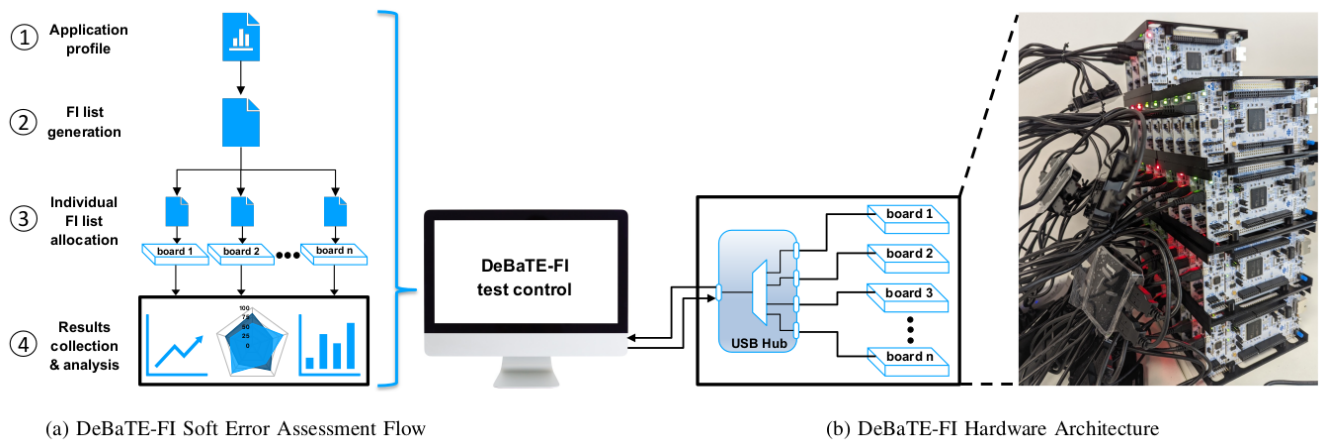 ①
Application
profile
②
FI list
generation
③
Individual
FI list
allocation
board 1
board 2
board n
④
Results
collection
& analysis
100
75
50
25
0
DeBaTE-FI
test control
USB Hub
board 1
board 2
board 3
board n
(a) DeBaTE-FI Soft Error Assessment Flow
(b) DeBaTE-FI Hardware Architecture